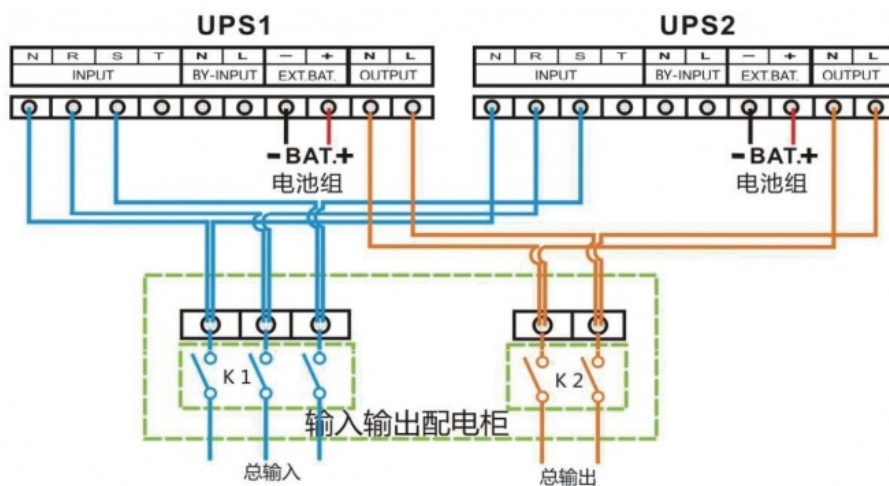 UPS1 UPS2
N R S T N L − + N L N R S T N L − + N L
INPUT BY-INPUT EXT.BAT. OUTPUT INPUT BY-INPUT EXT.BAT. OUTPUT
-BAT.+ -BAT.+
电池组 电池组
K 1 K 2
输入输出配电柜
总输入 总输出